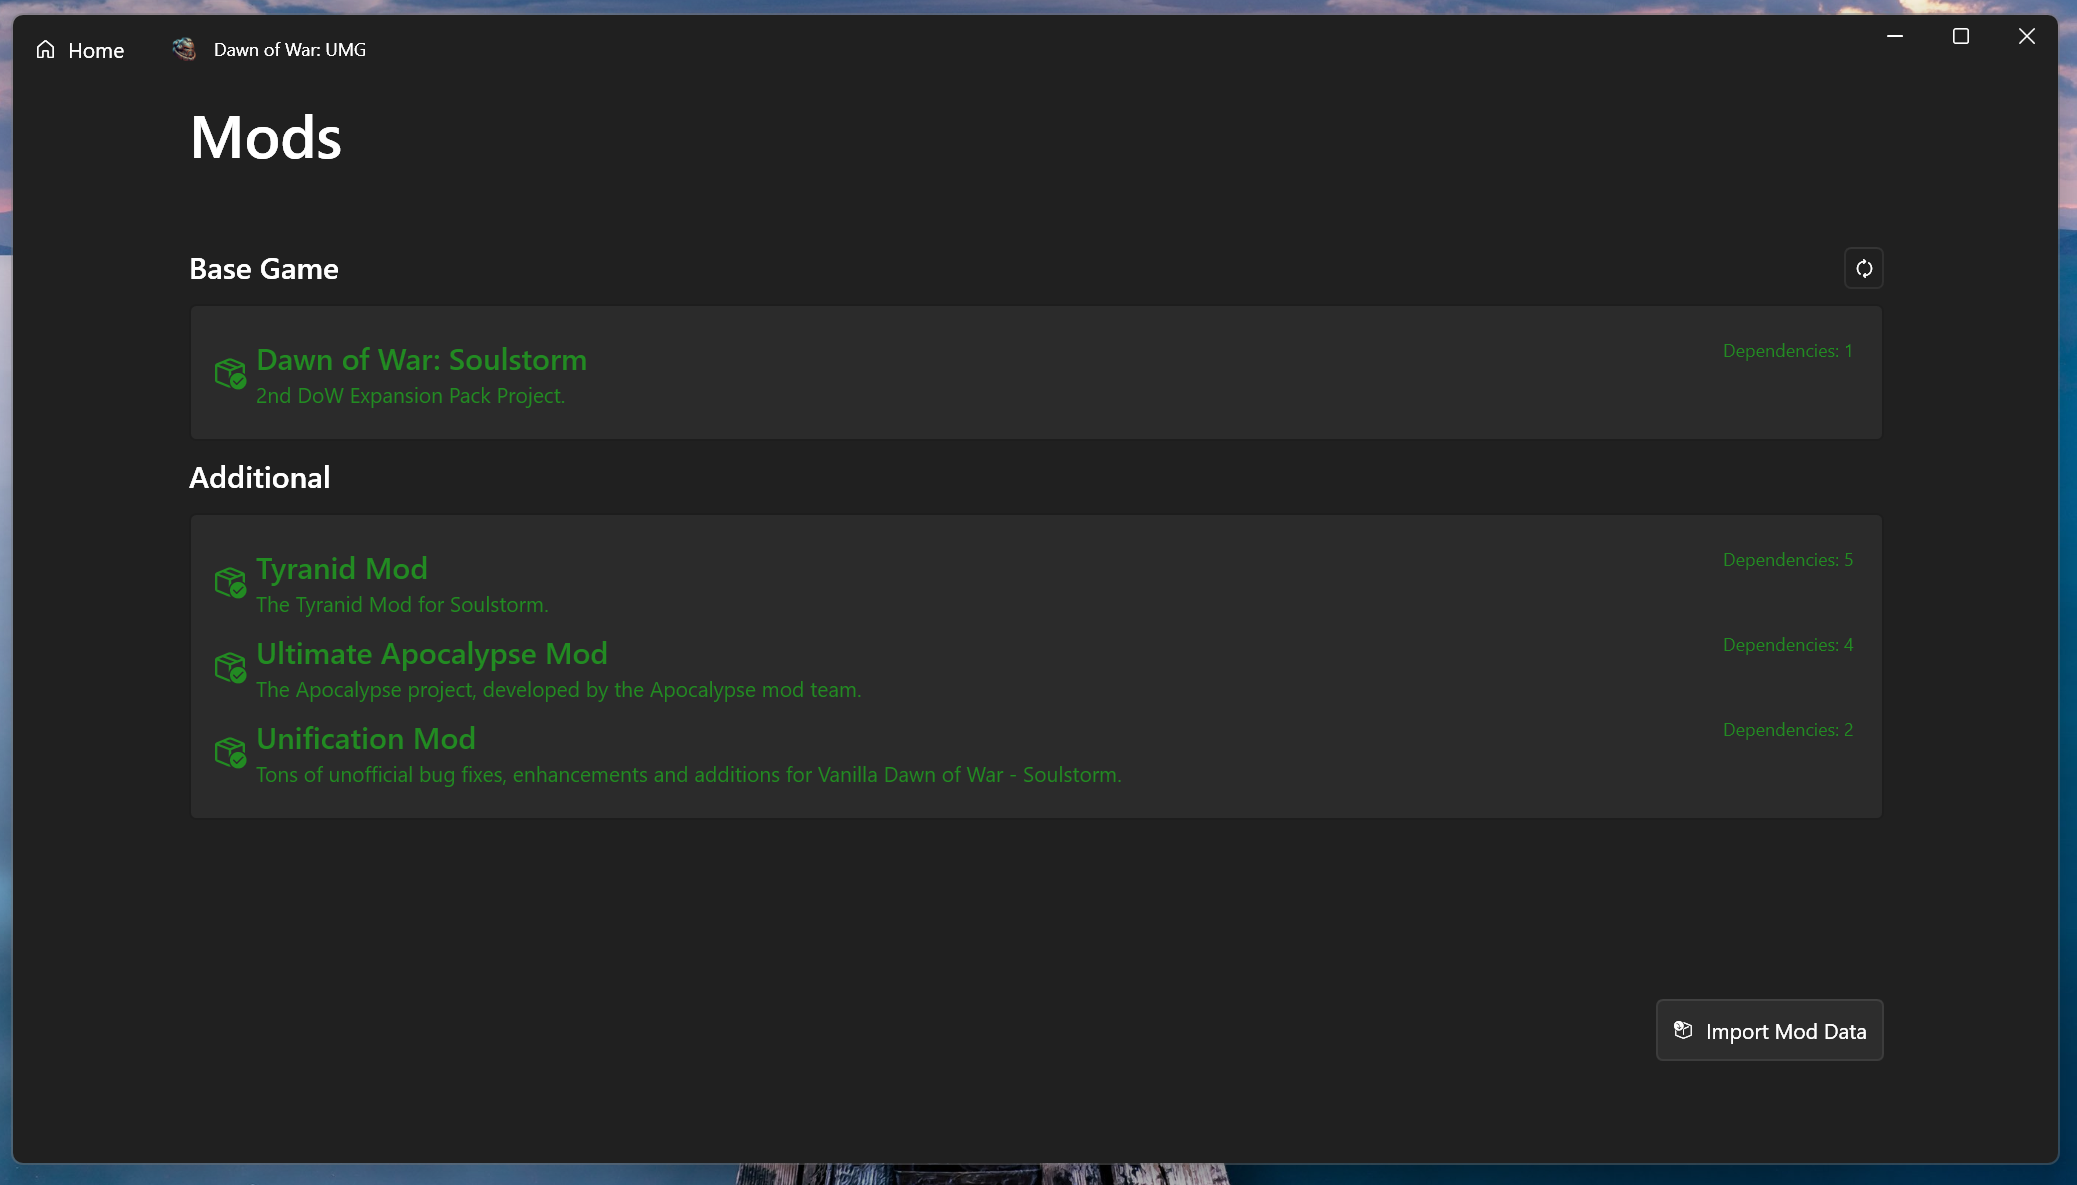 Home
Dawn of War: UMG
Mods
Base Game
Dawn of War: Soulstorm
Dependencies: 1
2nd DoW Expansion Pack Project.
Additional
Tyranid Mod
Dependencies: 5
The Tyranid Mod for Soulstorm.
Ultimate Apocalypse Mod
Dependencies: 4
The Apocalypse project, developed by the Apocalypse mod team.
Unification Mod
Dependencies: 2
Tons of unofficial bug fixes, enhancements and additions for Vanilla Dawn of War - Soulstorm.
Import Mod Data